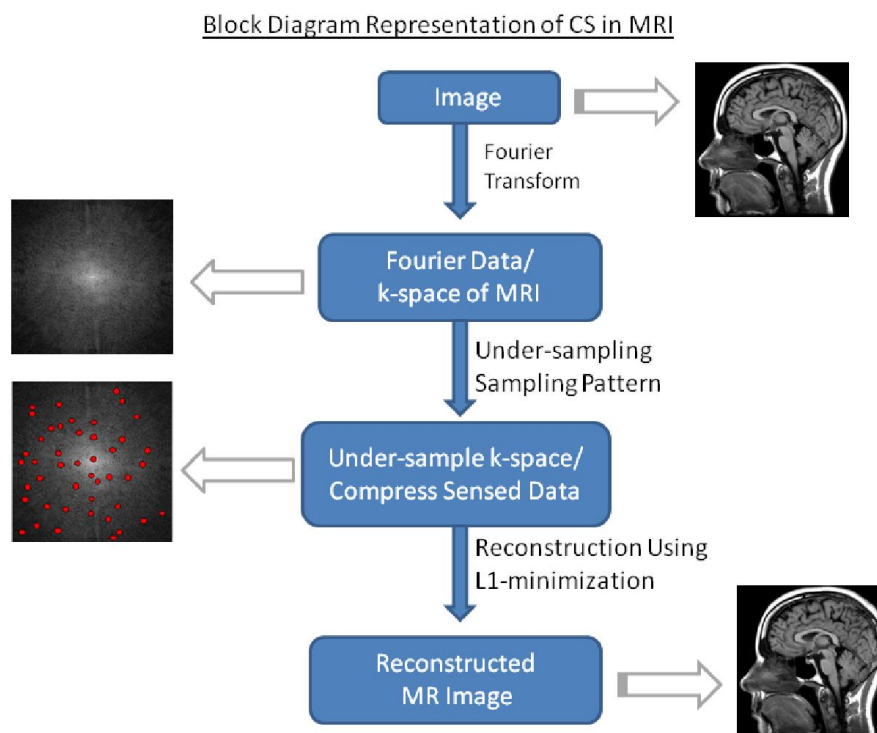 Block Diagram Representation of CS in MRI
Image
Fourier
Transform
Fourier Data/
k-space of MRI
Under-sampling
Sampling Pattern
Under-sample k-space/
Compress Sensed Data
Reconstruction Using
L1-minimization
Reconstructed
MR Image